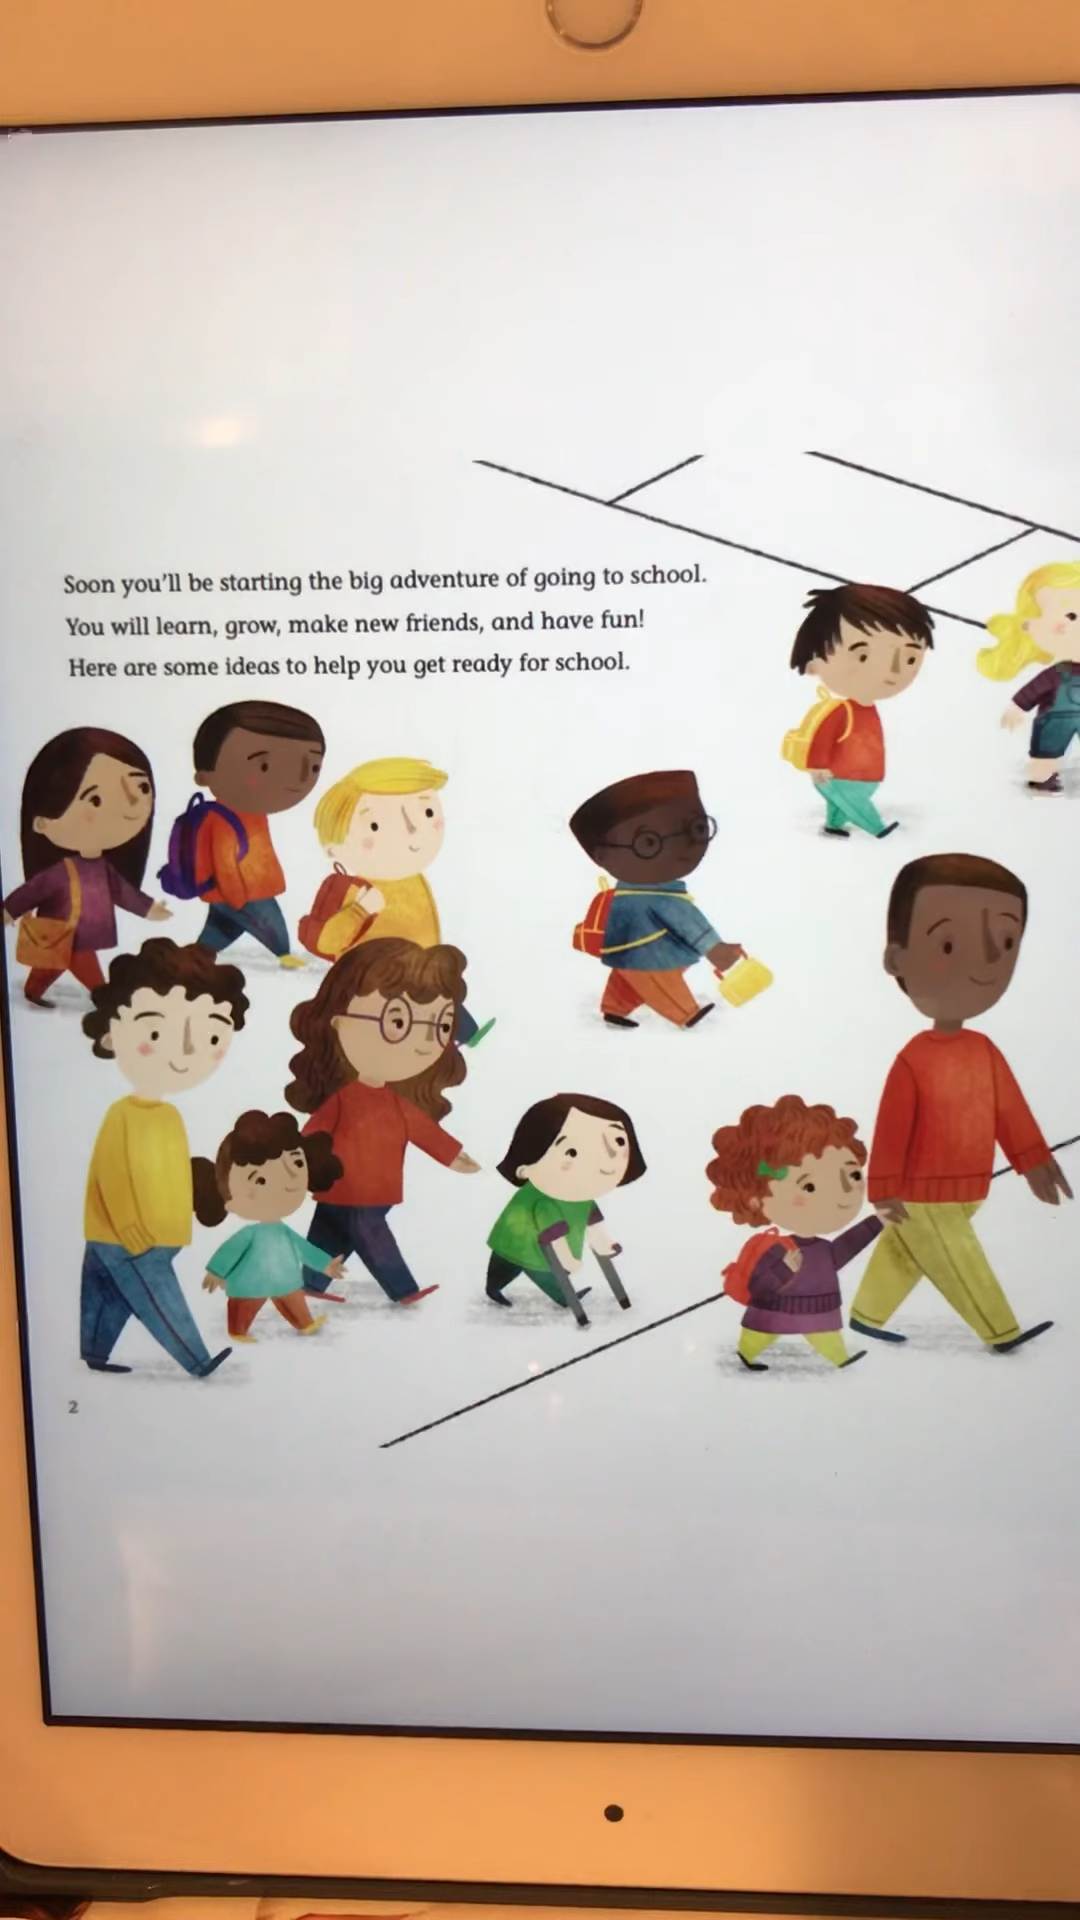 Soon you'll be starting the big adventure of going to school.
You will learn, grow, make new friends, and have fun!
Here are some ideas to help you get ready for school.
2